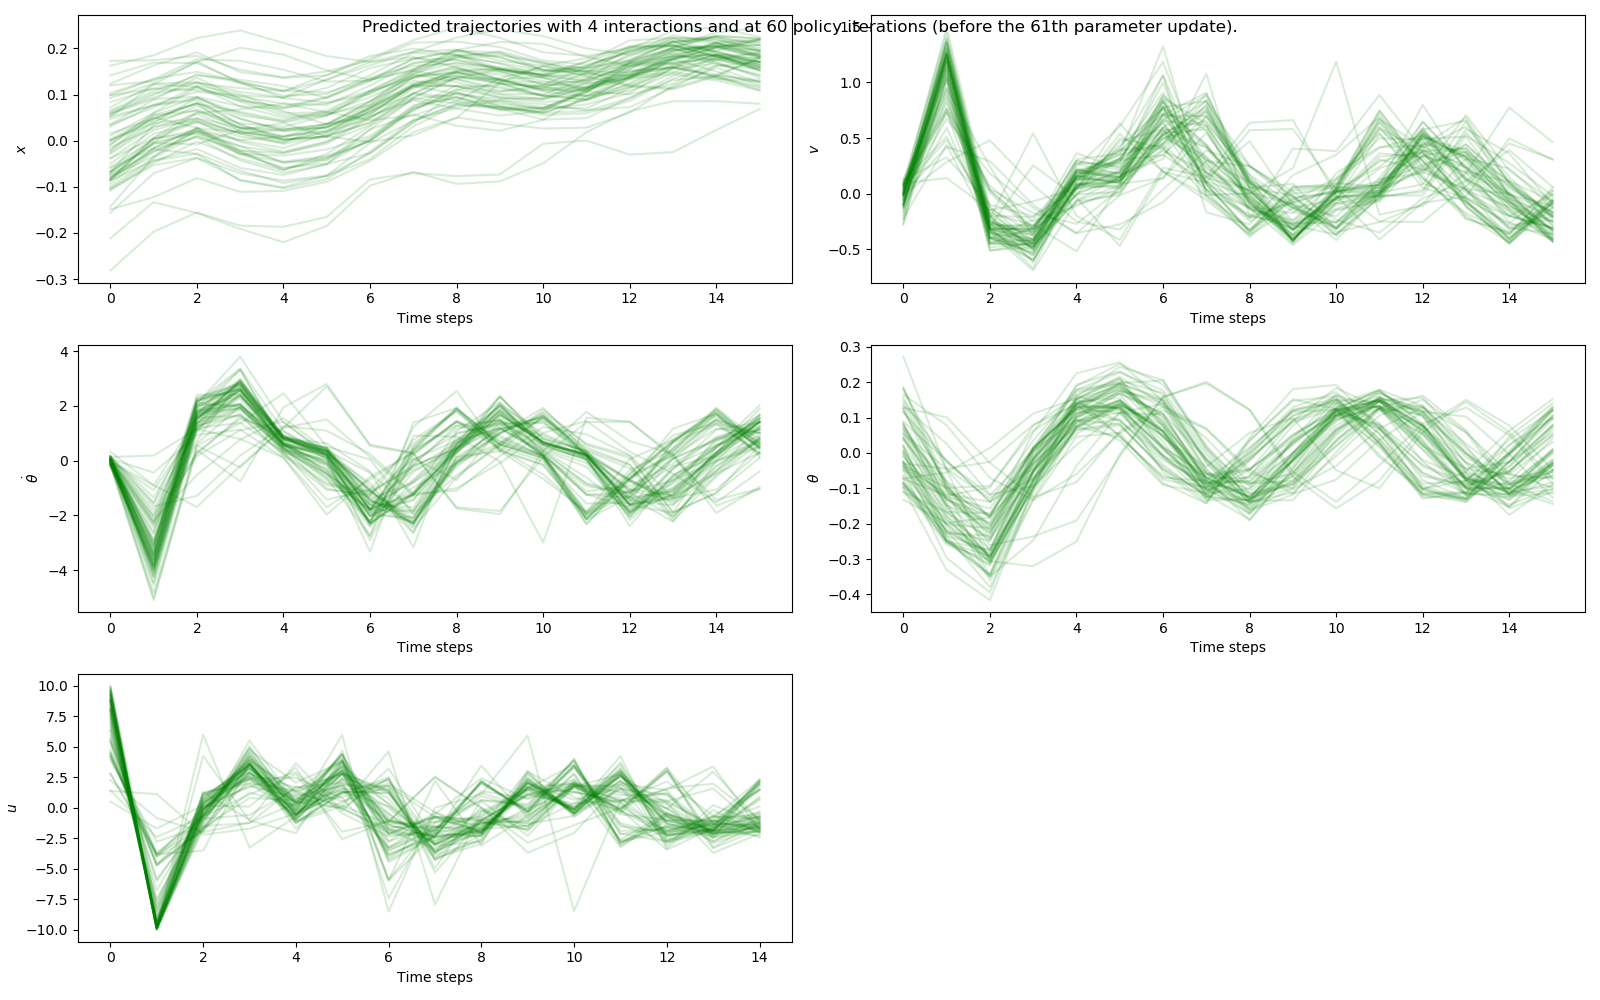 Predicted trajectories with 4 interactions and at 60 policy iterations (before the 61th parameter update).
0.2
0.1
0.0
−0.1
−0.2
−0.3
x
0 2 4 6 8 10 12 14
Time steps
1.5
1.0
0.5
0.0
−0.5
v
0 2 4 6 8 10 12 14
Time steps
4
2
0
−2
−4
θ̇
0 2 4 6 8 10 12 14
Time steps
0.3
0.2
0.1
0.0
−0.1
−0.2
−0.3
−0.4
θ
0 2 4 6 8 10 12 14
Time steps
10.0
7.5
5.0
2.5
0.0
−2.5
−5.0
−7.5
−10.0
u
0 2 4 6 8 10 12 14
Time steps